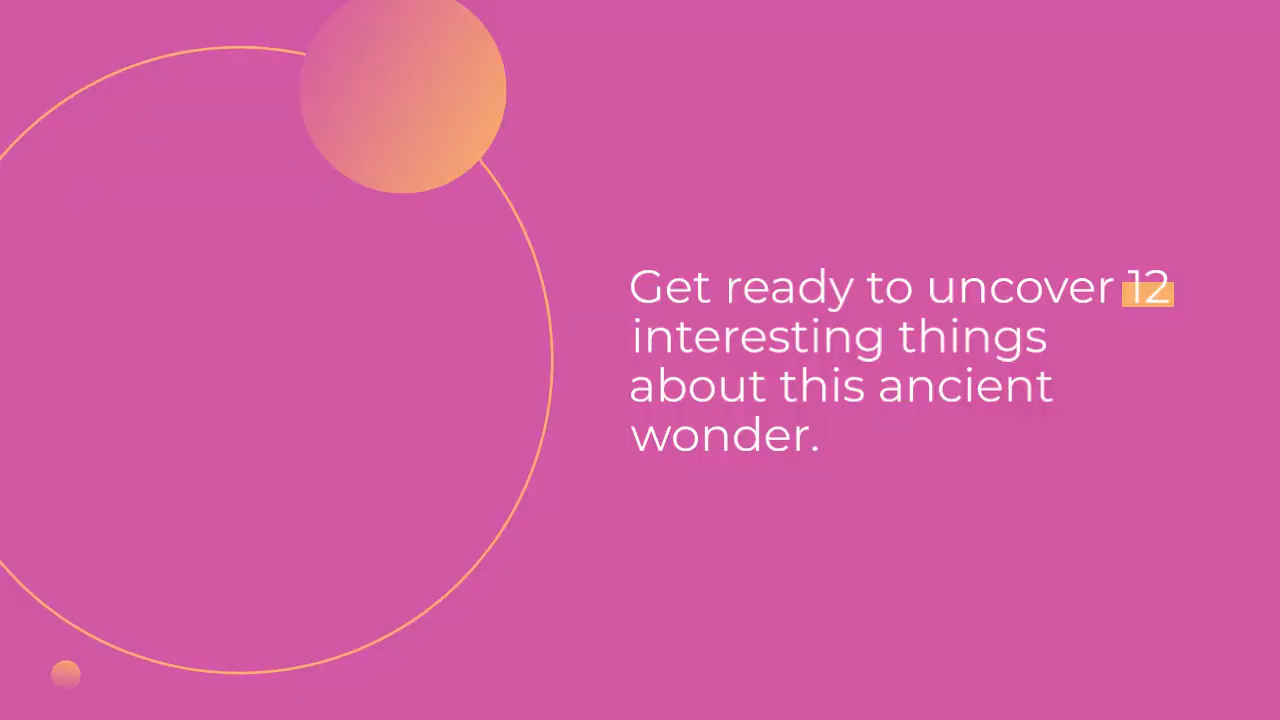 Get ready to uncover 12
interesting things
about this ancient
wonder.